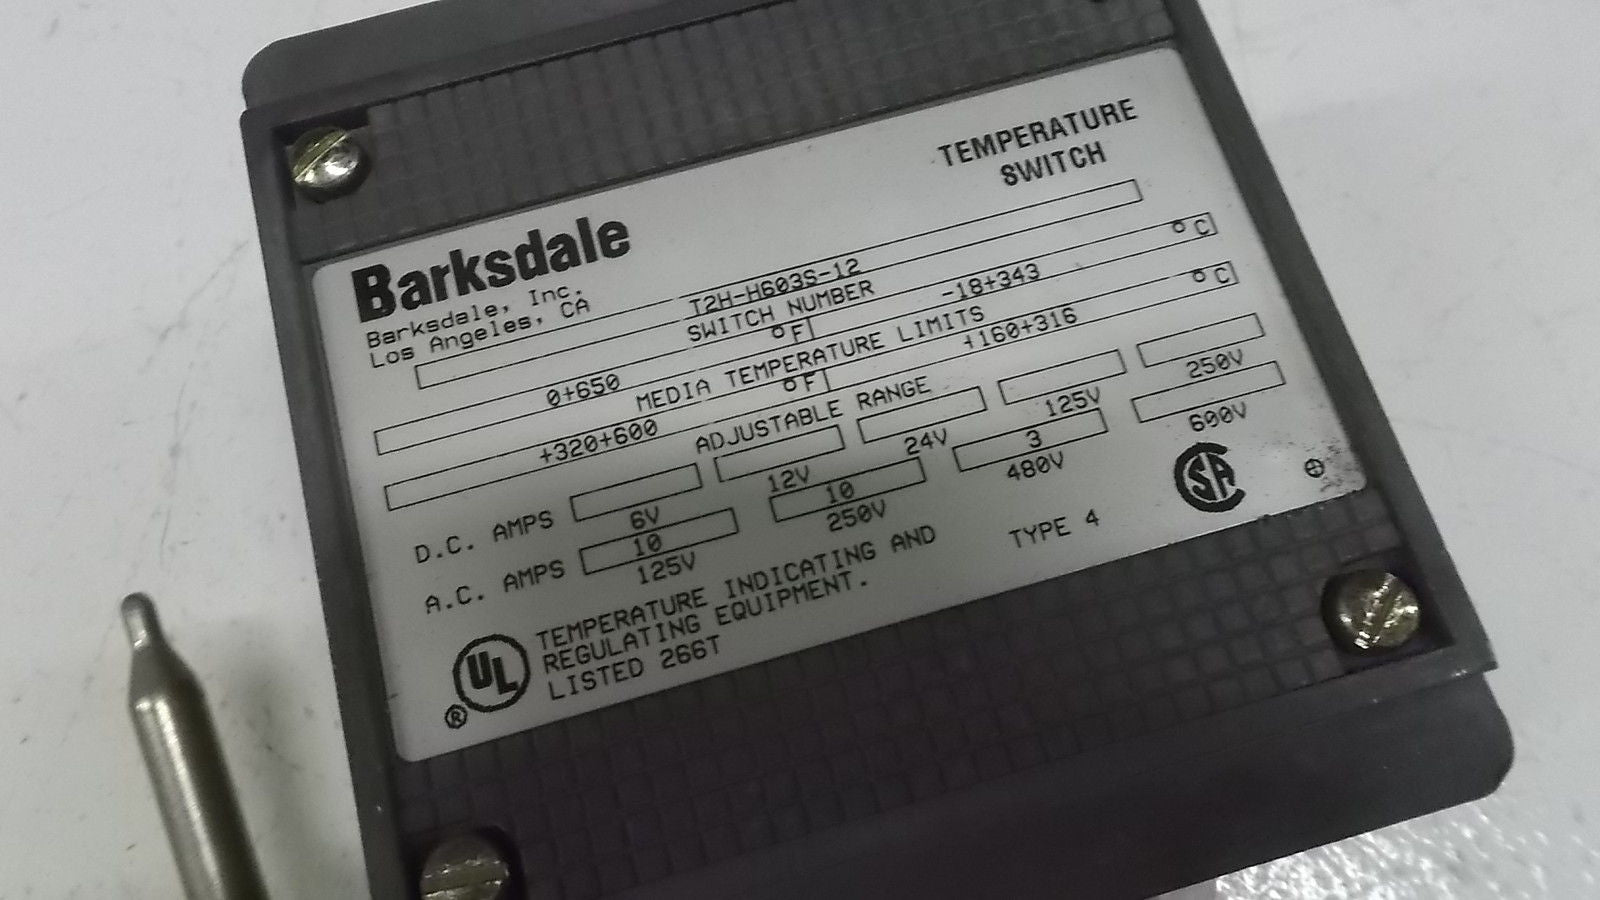 TEMPERATURE
SWITCH
Barksdale
Barksdale, Inc.
Los Angeles, CA
T2H-H603S-12
SWITCH NUMBER
0+650 °F -18+343 °C
MEDIA TEMPERATURE LIMITS
+320+600 °F +160+316 °C
ADJUSTABLE RANGE
D.C. AMPS
6V 12V 24V 125V 250V
A.C. AMPS 10 10 3
125V 250V 480V 600V
UL ® TEMPERATURE INDICATING AND
REGULATING EQUIPMENT.
LISTED 266T
TYPE 4
CSA